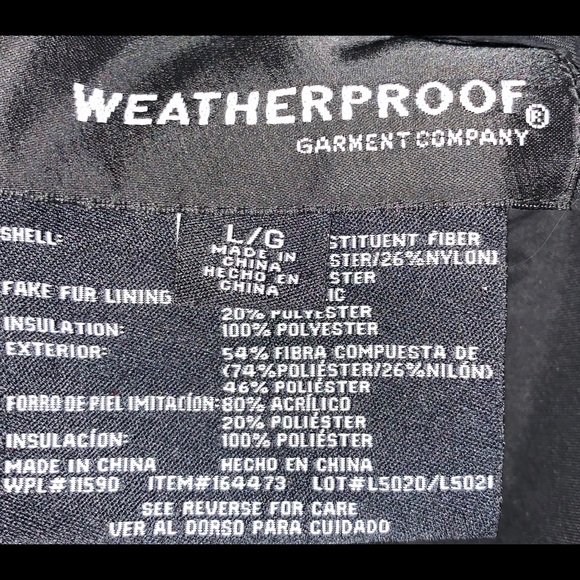 WEATHERPROOF®
GARMENT COMPANY
L/G
MADE IN
CHINA
HECHO EN
CHINA
SHELL: STITUENT FIBER
STER/26%NYLON)
STER
FAKE FUR LINING IC
20% POLYESTER
INSULATION: 100% POLYESTER
EXTERIOR: 54% FIBRA COMPUESTA DE
(74%POLIÉSTER/26%NILÓN)
46% POLIÉSTER
FORRO DE PIEL IMITACÍON: 80% ACRÍLICO
20% POLIÉSTER
INSULACÍON: 100% POLIÉSTER
MADE IN CHINA HECHO EN CHINA
WPL#11590 ITEM#164473 LOT#L5020/L5021
SEE REVERSE FOR CARE
VER AL DORSO PARA CUIDADO